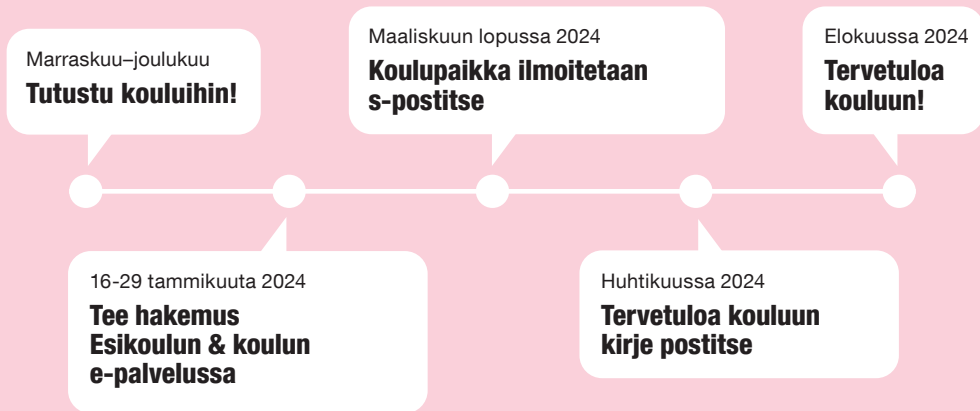 Marraskuu–joulukuu
Tutustu kouluihin!
16-29 tammikuuta 2024
Tee hakemus
Esikoulun & koulun
e-palvelussa
Maaliskuun lopussa 2024
Koulupaikka ilmoitetaan
s-postitse
Huhtikuussa 2024
Tervetuloa kouluun
kirje postitse
Elokuussa 2024
Tervetuloa
kouluun!